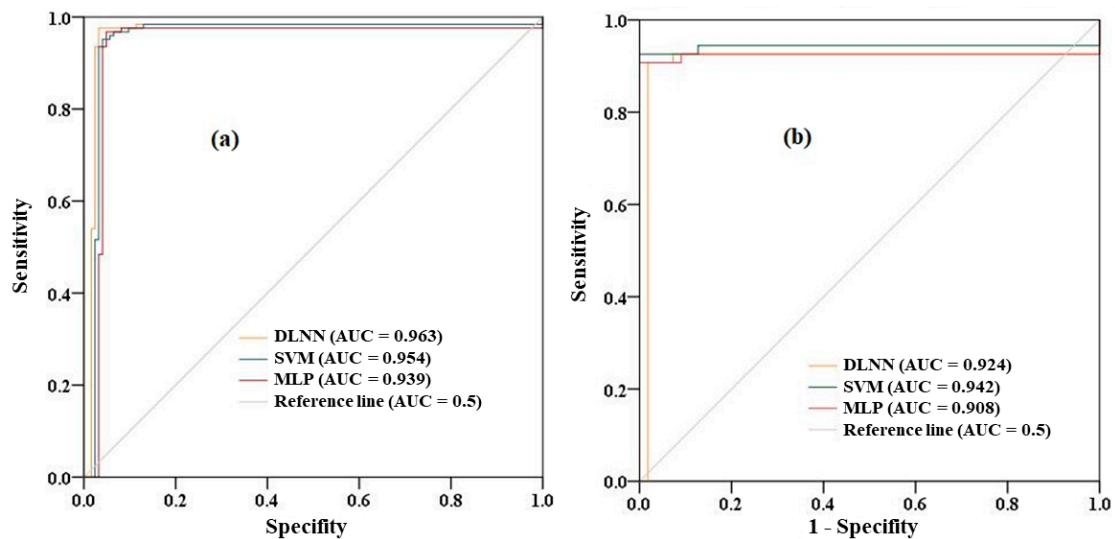 1.0
0.8
0.6
0.4
0.2
0.0
Sensitivity
(a)
DLNN (AUC = 0.963)
SVM (AUC = 0.954)
MLP (AUC = 0.939)
Reference line (AUC = 0.5)
0.0 0.2 0.4 0.6 0.8 1.0
Specifity
1.0
0.8
0.6
0.4
0.2
0.0
Sensitivity
(b)
DLNN (AUC = 0.924)
SVM (AUC = 0.942)
MLP (AUC = 0.908)
Reference line (AUC = 0.5)
0.0 0.2 0.4 0.6 0.8 1.0
1 - Specifity